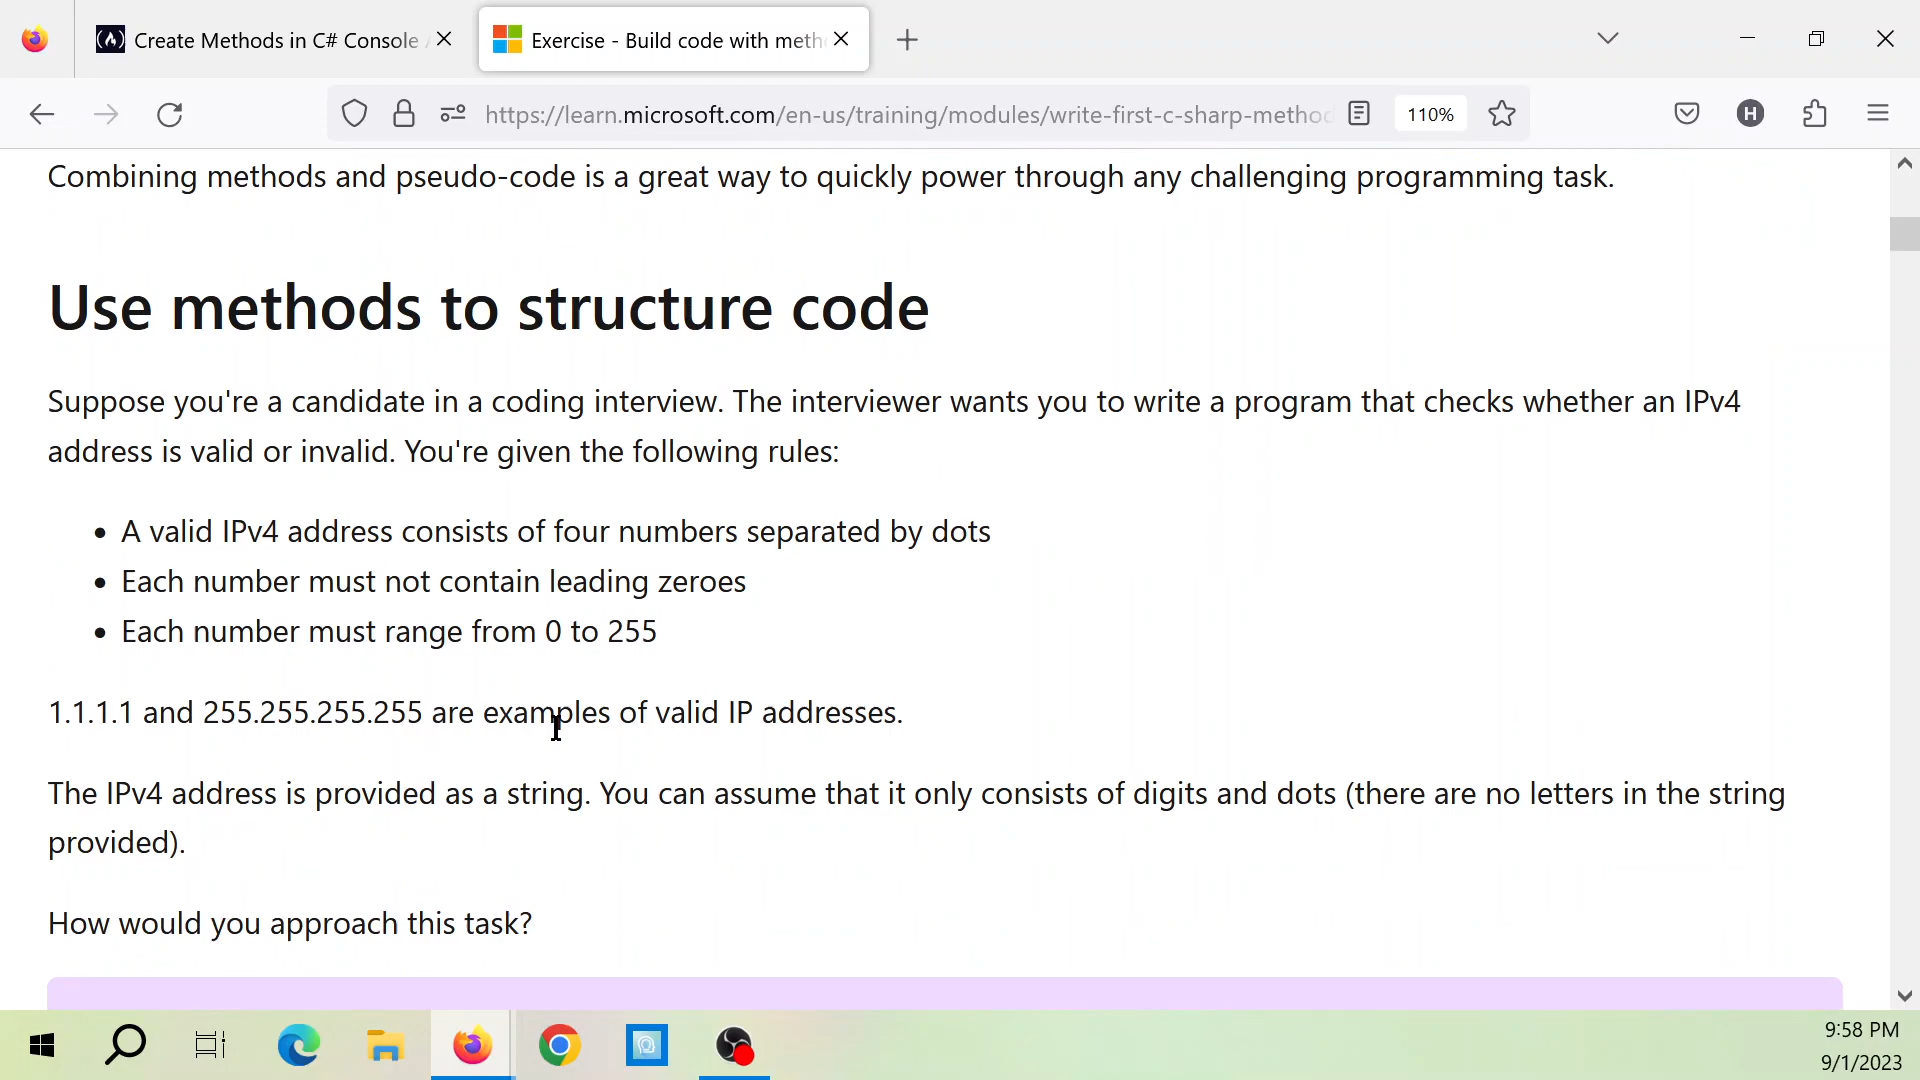 Create Methods in C# Console
Exercise - Build code with meth
https://learn.microsoft.com/en-us/training/modules/write-first-c-sharp-method
110%
H
Combining methods and pseudo-code is a great way to quickly power through any challenging programming task.
Use methods to structure code
Suppose you're a candidate in a coding interview. The interviewer wants you to write a program that checks whether an IPv4
address is valid or invalid. You're given the following rules:
• A valid IPv4 address consists of four numbers separated by dots
• Each number must not contain leading zeroes
• Each number must range from 0 to 255
1.1.1.1 and 255.255.255.255 are examples of valid IP addresses.
The IPv4 address is provided as a string. You can assume that it only consists of digits and dots (there are no letters in the string
provided).
How would you approach this task?
9:58 PM
9/1/2023